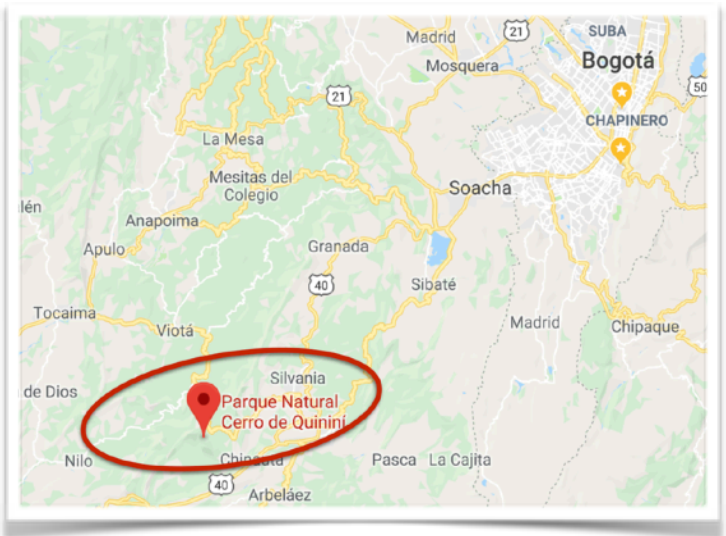 Madrid
21
SUBA
Mosquera
Bogotá
50
21
CHAPINERO
La Mesa
Mesitas del
Colegio
Soacha
lén
Anapoima
Apulo
Granada
40
Sibaté
Tocaima
Viotá
Madrid
Chipaque
Silvania
de Dios
Parque Natural
Cerro de Quininí
Nilo
Pasca
La Cajita
40
Arbeláez